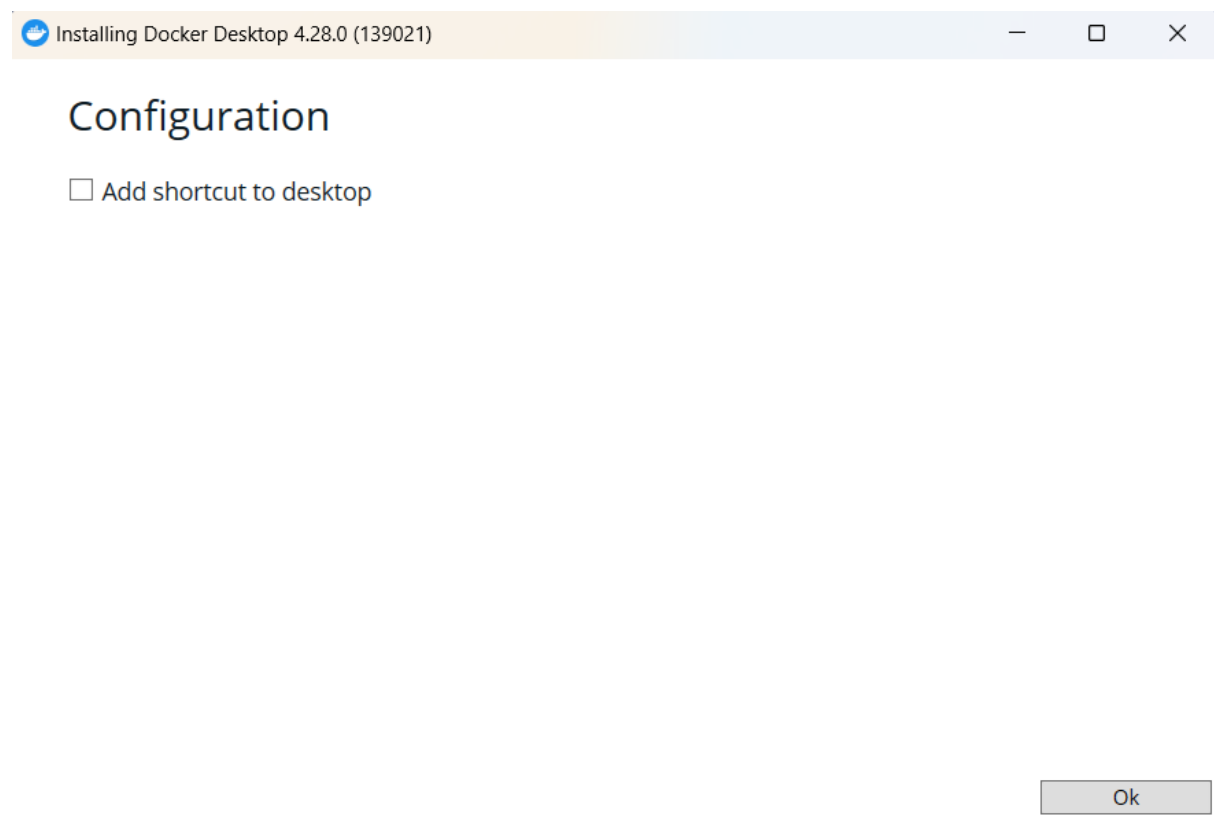 Installing Docker Desktop 4.28.0 (139021)
Configuration
Add shortcut to desktop
Ok